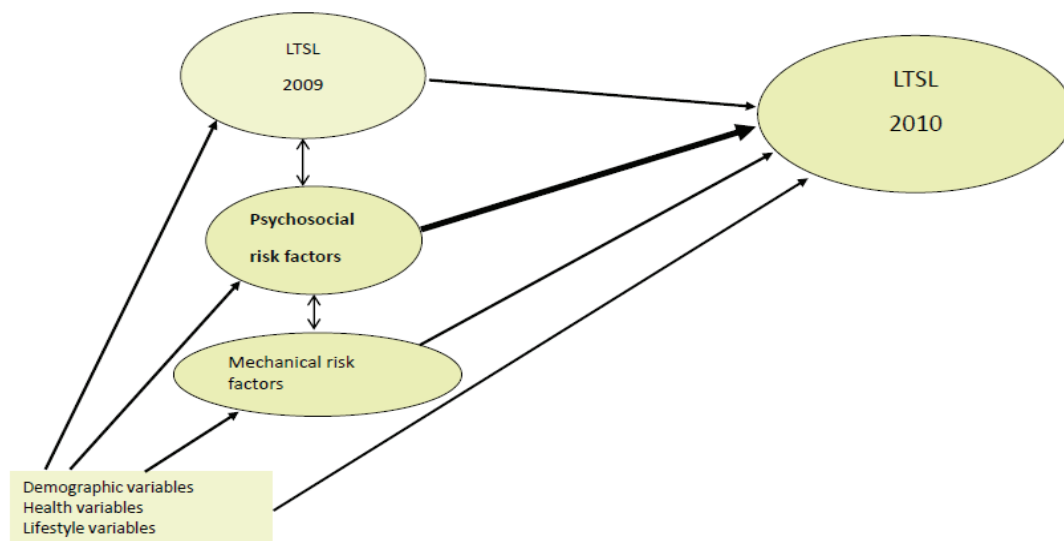 LTSL
2009
LTSL
2010
Psychosocial
risk factors
Mechanical risk
factors
Demographic variables
Health variables
Lifestyle variables